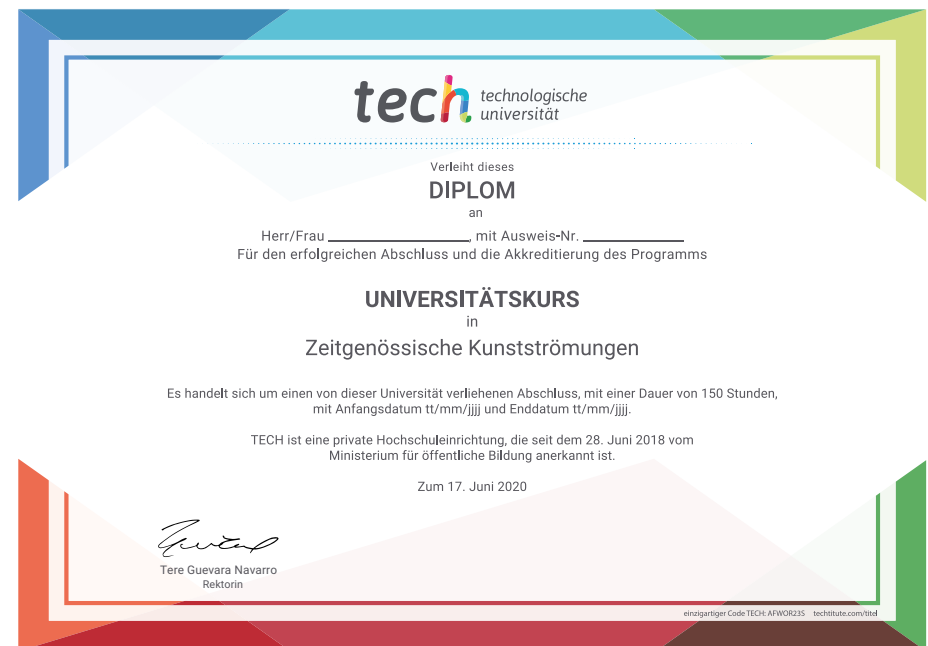 tech technologische
universität
Verleiht dieses
DIPLOM
an
Herr/Frau ____________, mit Ausweis-Nr. ____________
Für den erfolgreichen Abschluss und die Akkreditierung des Programms
UNIVERSITÄTSKURS
in
Zeitgenössische Kunstströmungen
Es handelt sich um einen von dieser Universität verliehenen Abschluss, mit einer Dauer von 150 Stunden,
mit Anfangsdatum tt/mm/jjjj und Enddatum tt/mm/jjjj.
TECH ist eine private Hochschuleinrichtung, die seit dem 28. Juni 2018 vom
Ministerium für öffentliche Bildung anerkannt ist.
Zum 17. Juni 2020
Tere Guevara Navarro
Rektorin
einzigartiger Code TECH: AFWOR23S techtitute.com/titel